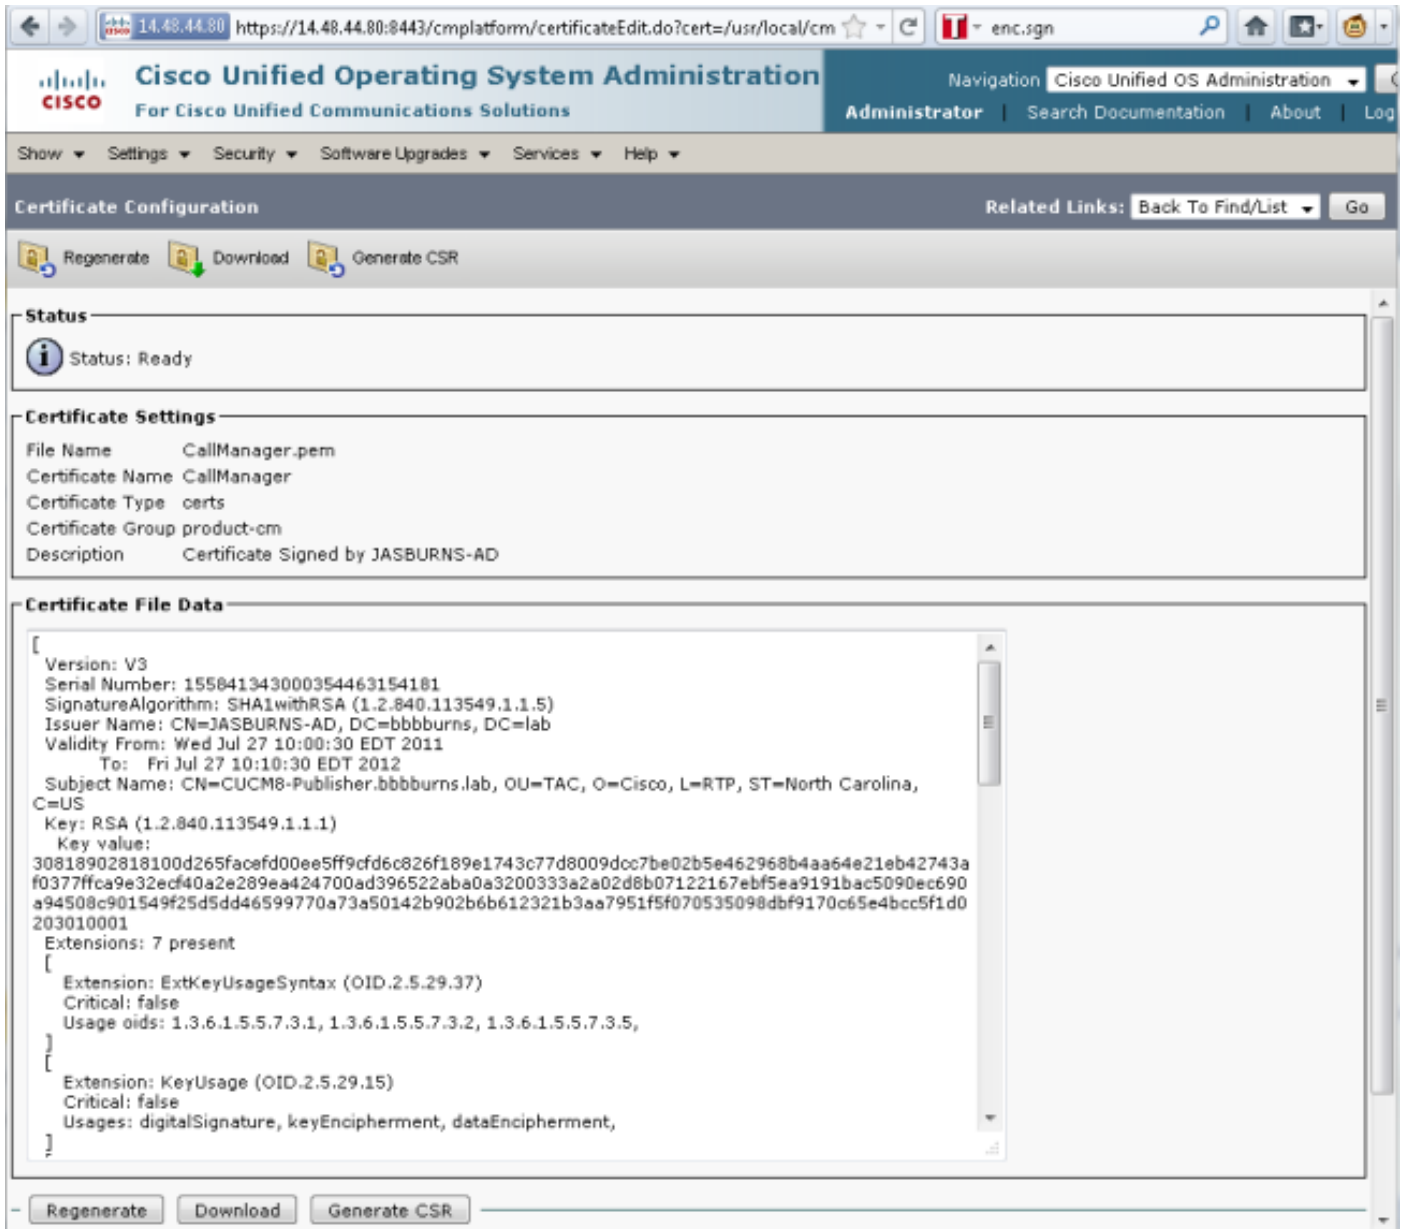 14.48.44.80 https://14.48.44.80:8443/cmplatform/certificateEdit.do?cert=/usr/local/cm enc.sgn
Cisco Unified Operating System Administration
CISCO
For Cisco Unified Communications Solutions
Navigation Cisco Unified OS Administration
Administrator | Search Documentation | About | Log
Show Settings Security Software Upgrades Services Help
Certificate Configuration Related Links: Back To Find/List Go
Regenerate Download Generate CSR
Status
Status: Ready
Certificate Settings
File Name CallManager.pem
Certificate Name CallManager
Certificate Type certs
Certificate Group product-cm
Description Certificate Signed by JASBURNS-AD
Certificate File Data
[
Version: V3
Serial Number: 155841343000354463154181
SignatureAlgorithm: SHA1withRSA (1.2.840.113549.1.1.5)
Issuer Name: CN=JASBURNS-AD, DC=bbbburns, DC=lab
Validity From: Wed Jul 27 10:00:30 EDT 2011
To: Fri Jul 27 10:10:30 EDT 2012
Subject Name: CN=CUCM8-Publisher.bbbburns.lab, OU=TAC, O=Cisco, L=RTP, ST=North Carolina,
C=US
Key: RSA (1.2.840.113549.1.1.1)
Key value:
30818902818100d265facefd00ee5ff9cfd6c826f189e1743c77d8009dcc7be02b5e462968b4aa64e21eb42743a
f0377ffca9e32ecf40a2e289ea424700ad396522aba0a3200333a2a02d8b07122167ebf5ea9191bac5090ec690
a94508c901549f25d5dd46599770a73a50142b902b6b612321b3aa7951f5f070535098dbf9170c65e4bcc5f1d0
203010001
Extensions: 7 present
[
Extension: ExtKeyUsageSyntax (OID.2.5.29.37)
Critical: false
Usage oids: 1.3.6.1.5.5.7.3.1, 1.3.6.1.5.5.7.3.2, 1.3.6.1.5.5.7.3.5,
]
[
Extension: KeyUsage (OID.2.5.29.15)
Critical: false
Usages: digitalSignature, keyEncipherment, dataEncipherment,
]
Regenerate Download Generate CSR